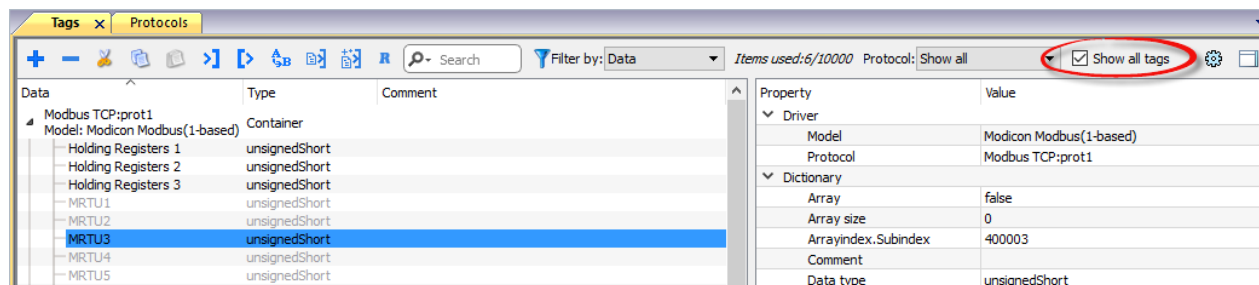 Tags x Protocols
A B R Search Filter by: Data Items used:6/10000 Protocol: Show all Show all tags
Data Type Comment Property Value
Modbus TCP:prot1
Model: Modicon Modbus(1-based) Container
Driver
Model Modicon Modbus(1-based)
Holding Registers 1 unsignedShort
Protocol Modbus TCP:prot1
Holding Registers 2 unsignedShort
Dictionary
Holding Registers 3 unsignedShort
Array false
MRTU1 unsignedShort
Array size 0
MRTU2 unsignedShort
MRTU3 unsignedShort
Arrayindex.Subindex 400003
MRTU4 unsignedShort
Comment
MRTU5 unsignedShort
Data type unsignedShort